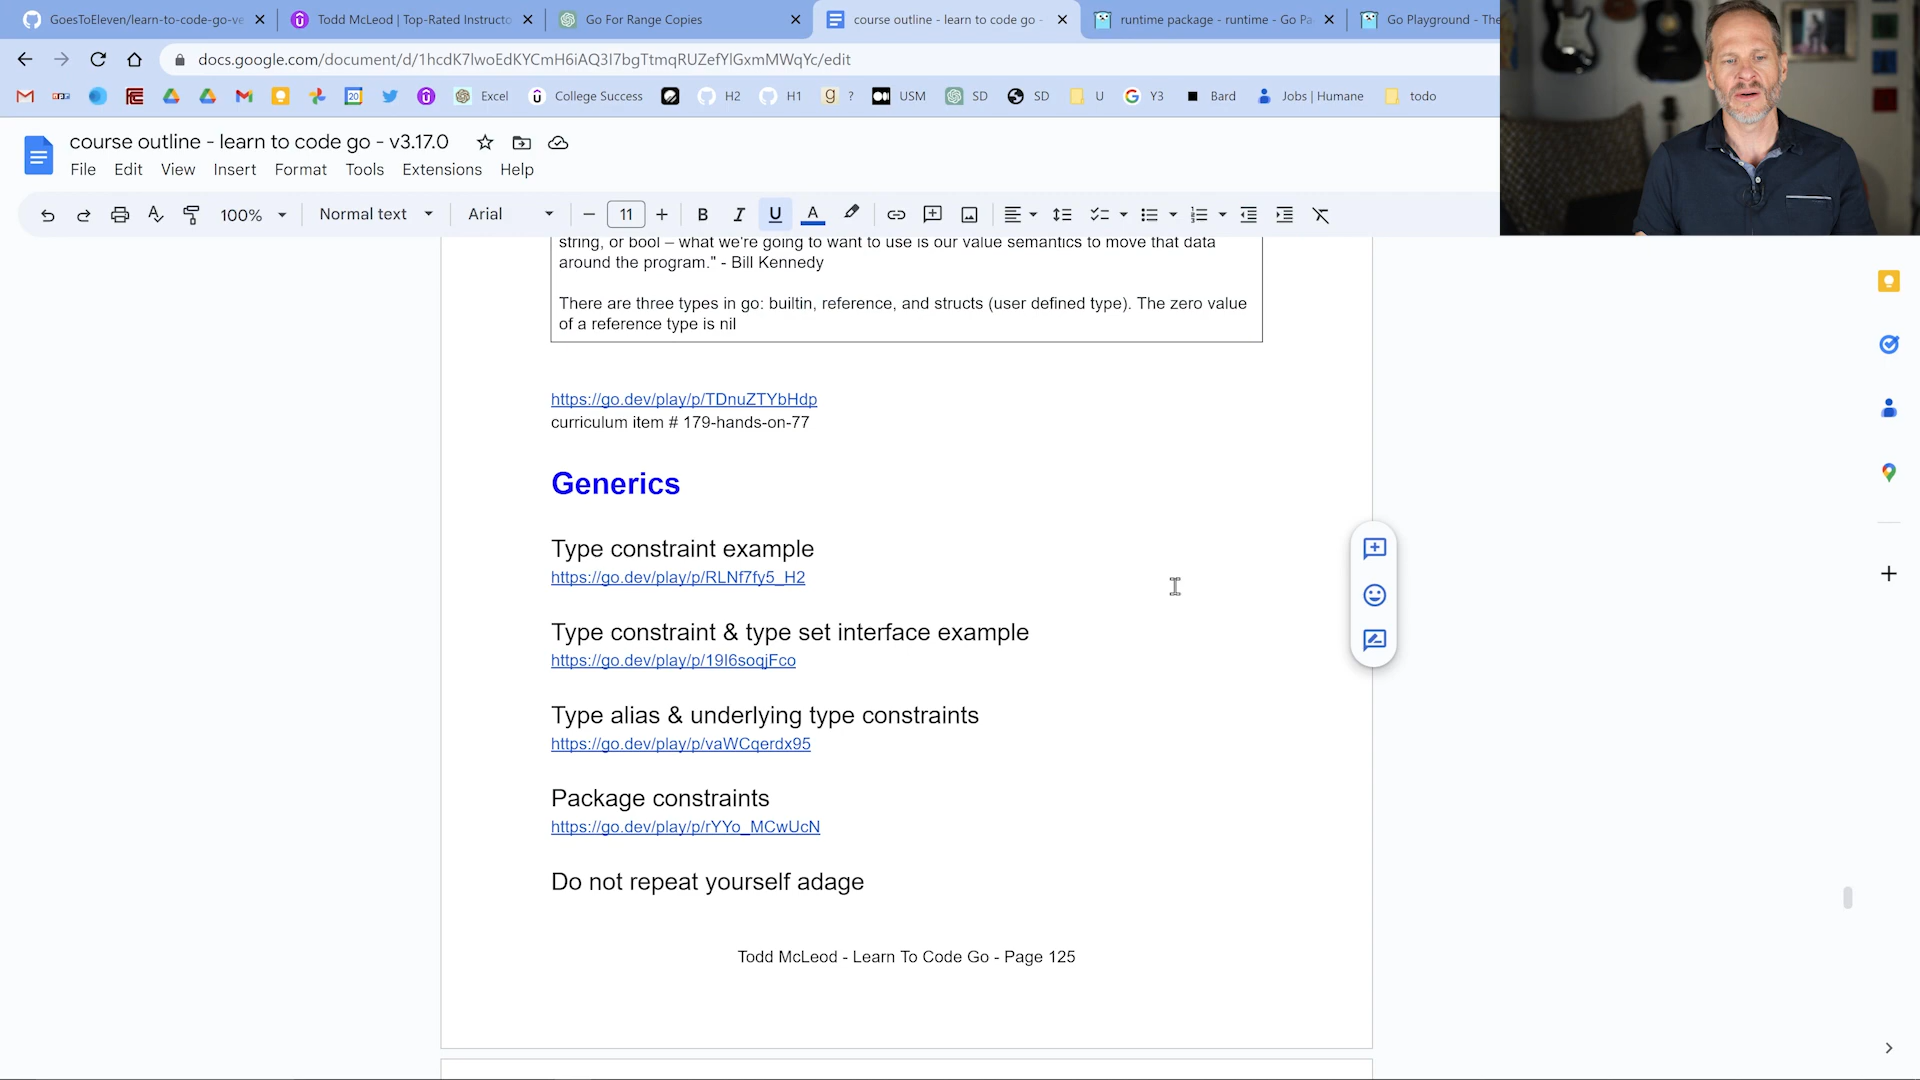 GoesToEleven/learn-to-code-go-ve
Todd McLeod | Top-Rated Instructo
Go For Range Copies
course outline - learn to code go -
runtime package - runtime - Go Pa
Go Playground - The
docs.google.com/document/d/1hcdK7lwoEdKYCmH6iAQ3I7bgTtmqRUZefYlGxmMWqYc/edit
Excel
College Success
H2
H1
?
USM
SD
SD
U
Y3
Bard
Jobs | Humane
todo
course outline - learn to code go - v3.17.0
File Edit View Insert Format Tools Extensions Help
100% Normal text Arial 11
string, or bool – what we're going to want to use is our value semantics to move that data
around the program." - Bill Kennedy
There are three types in go: builtin, reference, and structs (user defined type). The zero value
of a reference type is nil
https://go.dev/play/p/TDnuZTYbHdp
curriculum item # 179-hands-on-77
Generics
Type constraint example
https://go.dev/play/p/RLNf7fy5_H2
Type constraint & type set interface example
https://go.dev/play/p/19I6soqjFco
Type alias & underlying type constraints
https://go.dev/play/p/vaWCqerdx95
Package constraints
https://go.dev/play/p/rYYo_MCwUcN
Do not repeat yourself adage
Todd McLeod - Learn To Code Go - Page 125